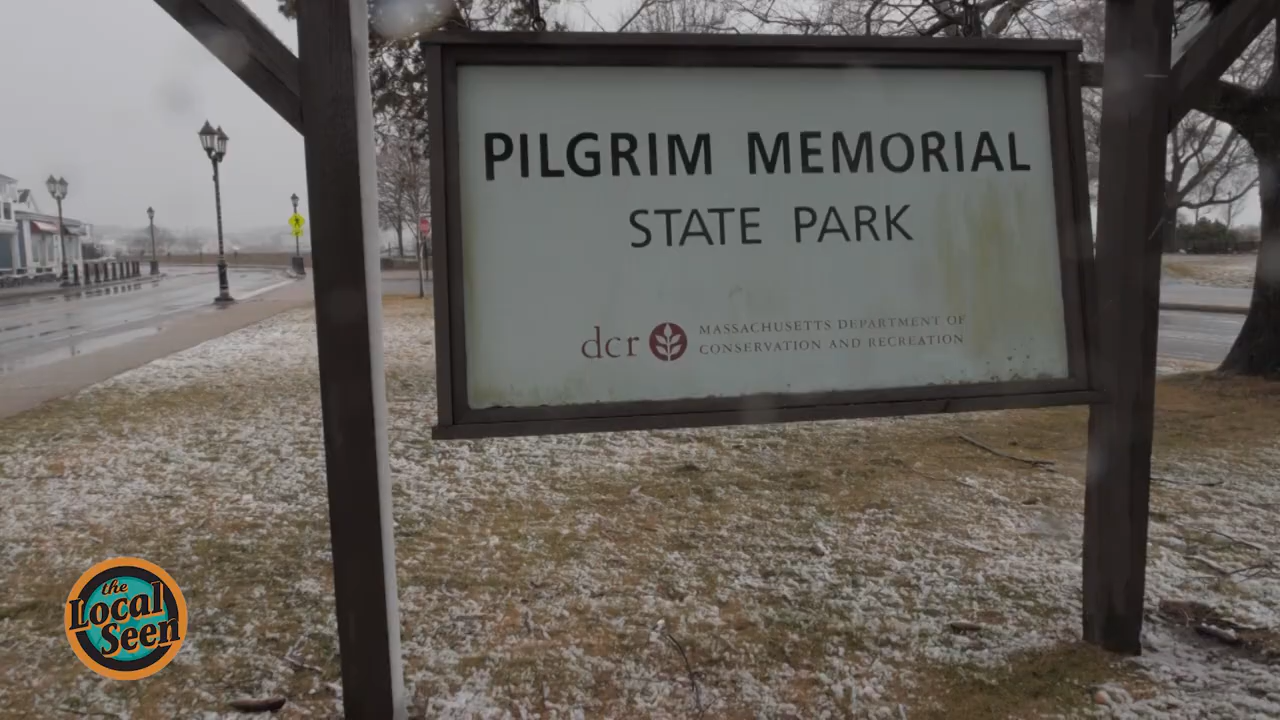 PILGRIM MEMORIAL
STATE PARK
dcr MASSACHUSETTS DEPARTMENT OF
CONSERVATION AND RECREATION
the
Local
Seen